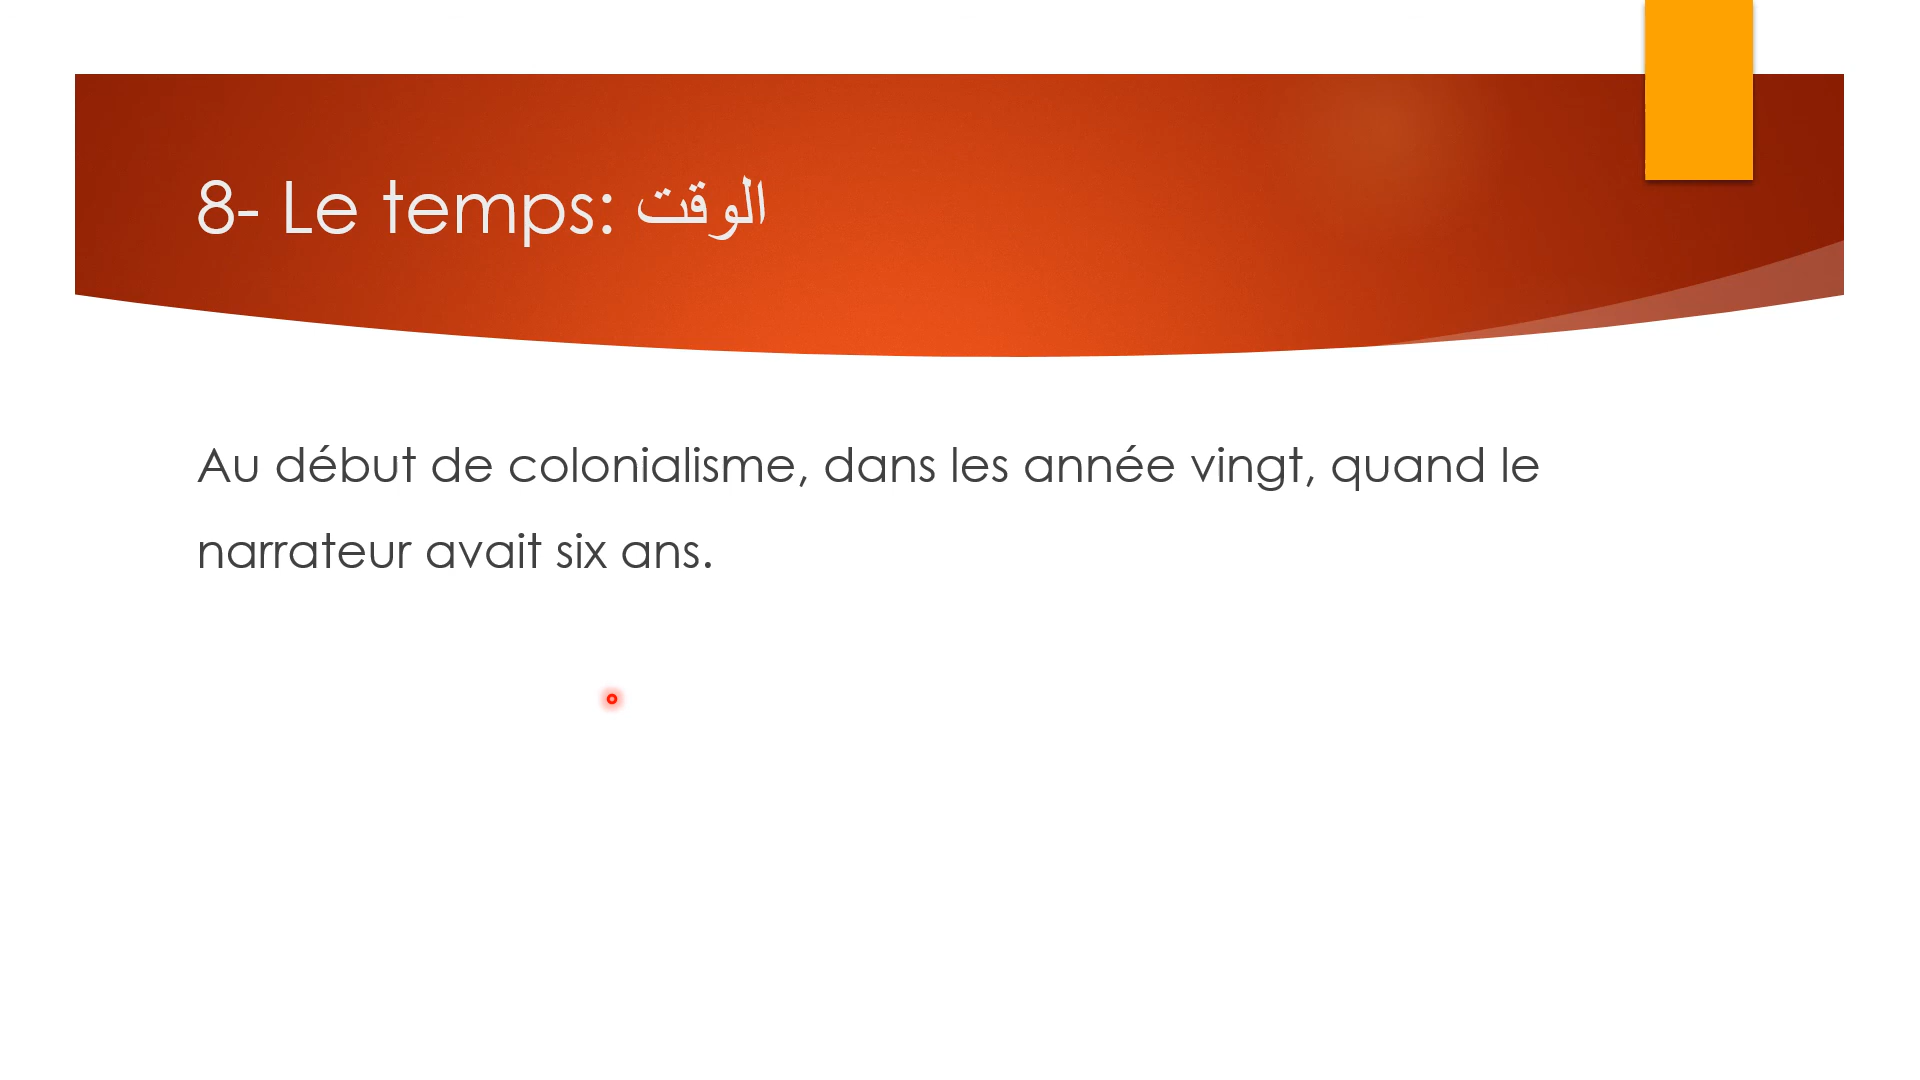 8- Le temps: الوقت
Au début de colonialisme, dans les année vingt, quand le
narrateur avait six ans.